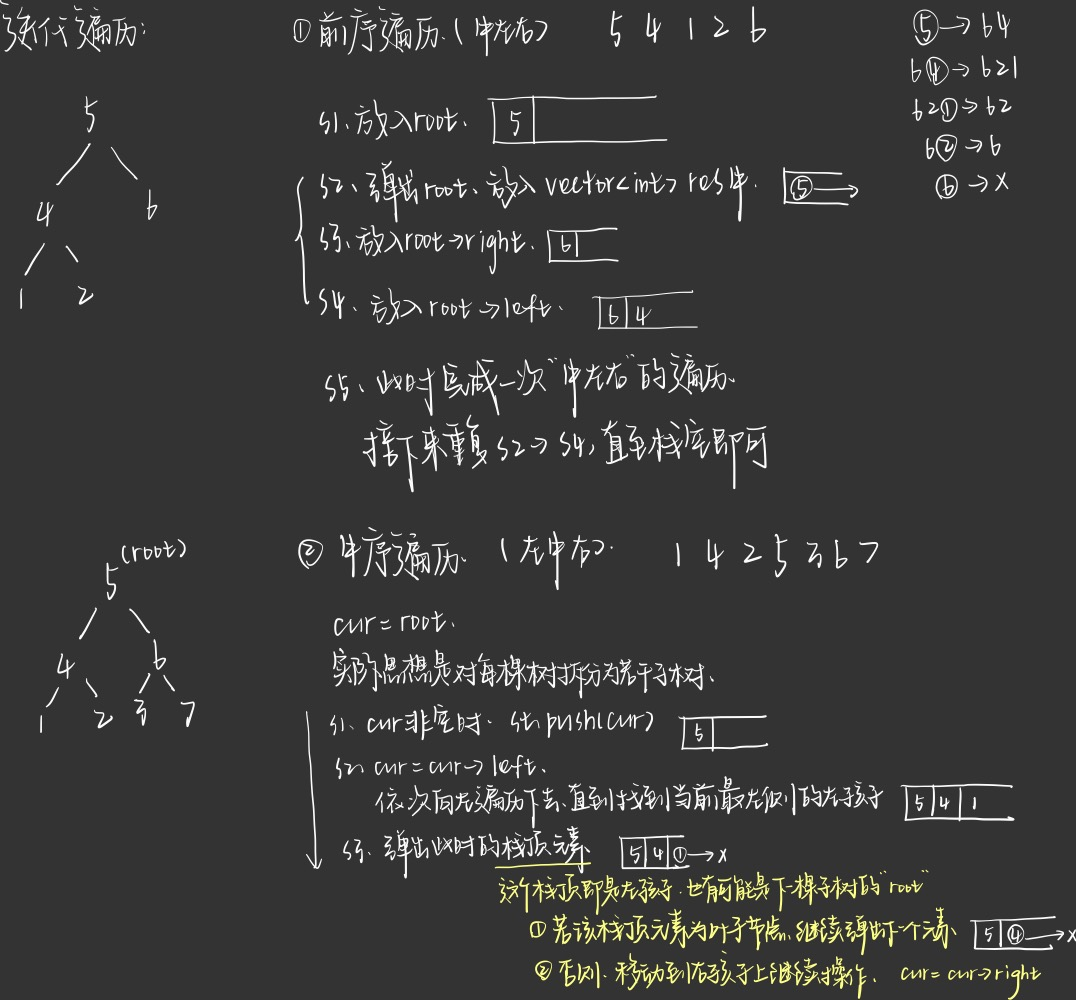 迭代遍历:
① 前序遍历.(中左右) 5 4 1 2 6
⑤→64
6④→621
62①→62
6②→6
⑥→x
5
4 6
1 2
S1、放入root. 5
S2、弹出root、放入vector<int> res中. ⑤→
S3、放入root→right. 6
S4、放入root→left. 6 4
S5、此时完成一次"中左右"的遍历.
接下来重复S2→S4,直至栈空即可
② 中序遍历. (左中右). 1 4 2 5 3 6 7
(root)
5
4 6
1 2 3 7
cur=root.
实际思想是对每棵树拆分为若干子树.
S1、cur非空时. st.push(cur) 5
S2、cur=cur→left.
依次向左遍历下去、直到找到当前最左侧的左孩子 5 4 1
S3、弹出此时的栈顶元素. 5 4 ①→x
这个栈顶即是左孩子.也有可能是下一棵子树的"root"
① 若该栈顶元素为叶子节点、继续弹出下一个元素、 5 ④→x
② 否则.移动到右孩子上继续操作. cur=cur→right